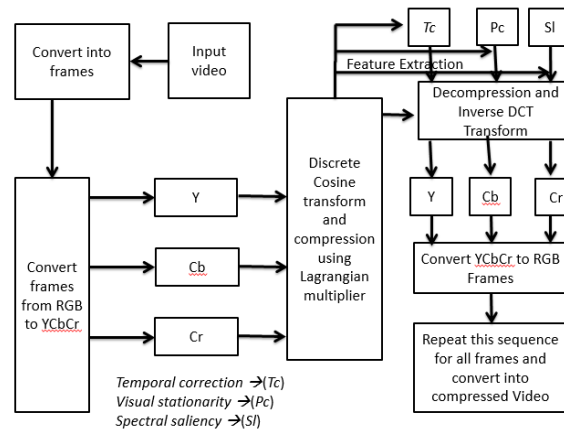 Convert into
frames
Input
video
Tc
Pc
Sl
Feature Extraction
Decompression and
Inverse DCT
Transform
Discrete
Cosine
transform
and
compression
using
Lagrangian
multiplier
Convert
frames
from RGB
to YCbCr
Y
Cb
Cr
Y
Cb
Cr
Convert YCbCr to RGB
Frames
Repeat this sequence
for all frames and
convert into
compressed Video
Temporal correction →(Tc)
Visual stationarity →(Pc)
Spectral saliency →(Sl)